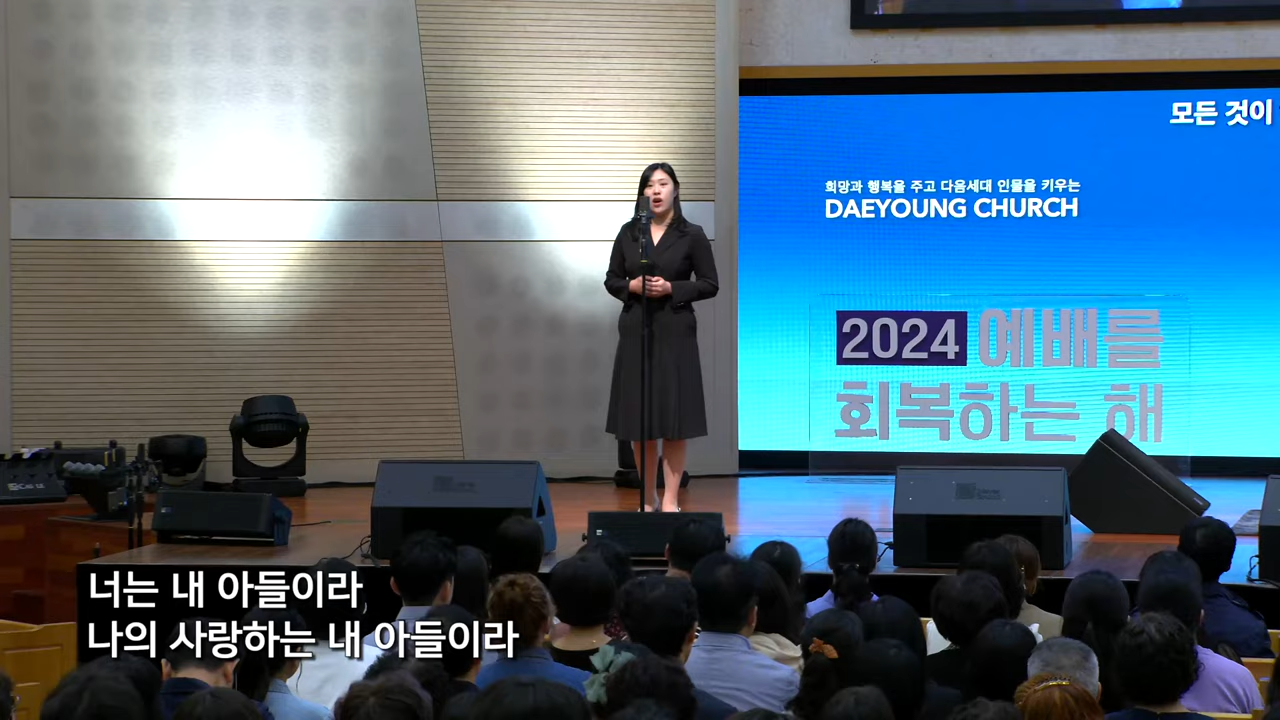 모든 것이
희망과 행복을 주고 다음세대 인물을 키우는
DAEYOUNG CHURCH
2024 예배를
회복하는 해
너는 내 아들이라
나의 사랑하는 내 아들이라